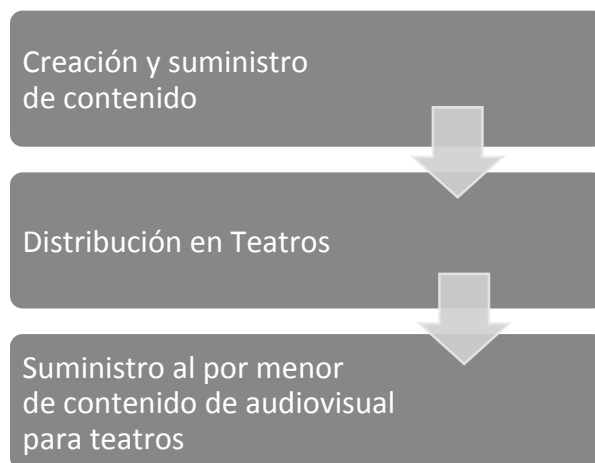 Creación y suministro
de contenido
Distribución en Teatros
Suministro al por menor
de contenido de audiovisual
para teatros